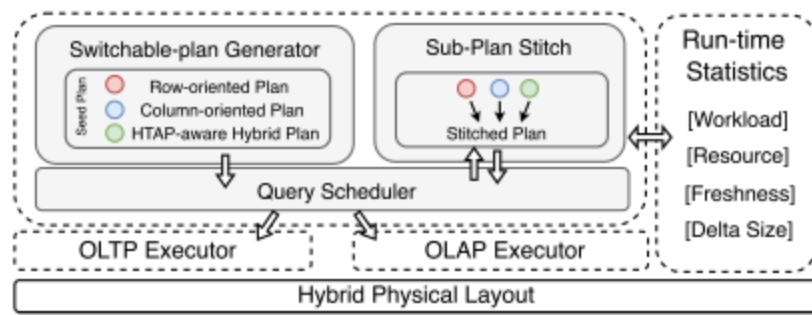 Switchable-plan Generator
Seed Plan
Row-oriented Plan
Column-oriented Plan
HTAP-aware Hybrid Plan
Sub-Plan Stitch
Stitched Plan
Query Scheduler
OLTP Executor
OLAP Executor
Hybrid Physical Layout
Run-time
Statistics
[Workload]
[Resource]
[Freshness]
[Delta Size]